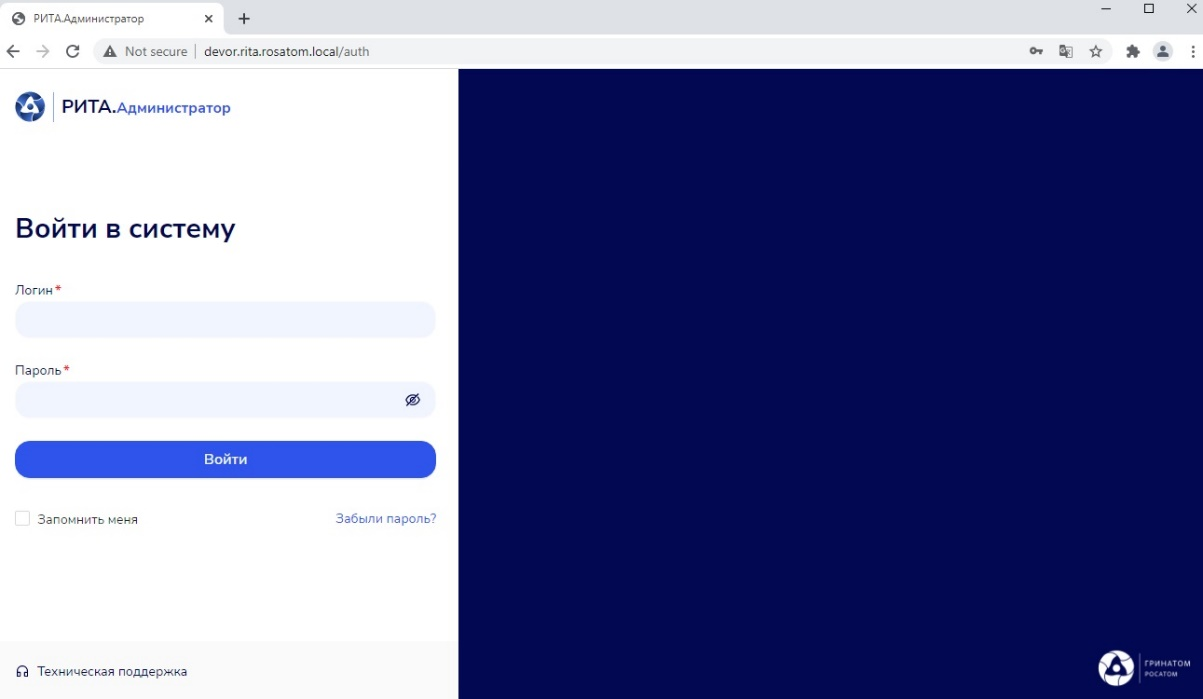 РИТА.Администратор
Not secure devor.rita.rosatom.local/auth
РИТА.Администратор
Войти в систему
Логин*
Пароль*
Войти
Запомнить меня Забыли пароль?
Техническая поддержка
ГРИНАТОМ
РОСАТОМ